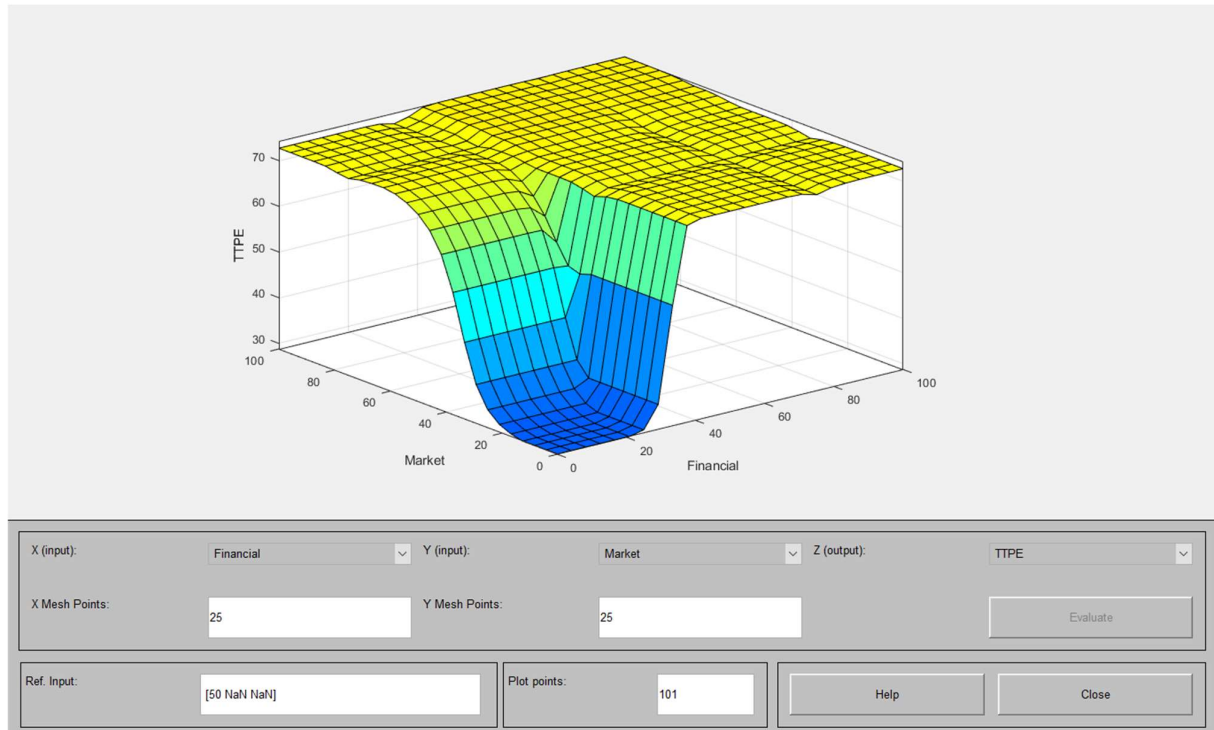 70
60
50
40
30
TTPE
100
80
60
40
20
0
Market
0
20
40
60
80
100
Financial
X (input):
Financial
Y (input):
Market
Z (output):
TTPE
X Mesh Points:
25
Y Mesh Points:
25
Evaluate
Ref. Input:
[50 NaN NaN]
Plot points:
101
Help
Close